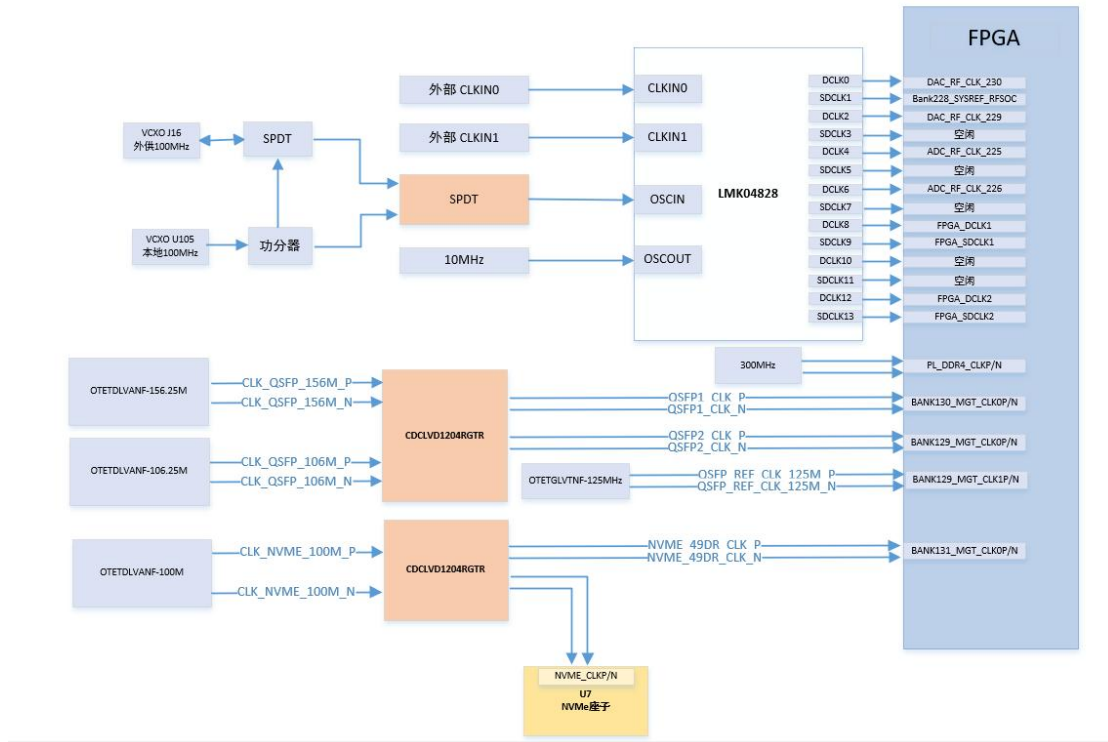 FPGA
外部 CLKIN0
CLKIN0
外部 CLKIN1
CLKIN1
VCXO J16
外供100MHz
SPDT
SPDT
OSCIN
LMK04828
VCXO U105
本地100MHz
功分器
10MHz
OSCOUT
DCLK0
DAC_RF_CLK_230
SDCLK1
Bank228_SYSREF_RFSOC
DCLK2
DAC_RF_CLK_229
SDCLK3
空闲
DCLK4
ADC_RF_CLK_225
SDCLK5
空闲
DCLK6
ADC_RF_CLK_226
SDCLK7
空闲
DCLK8
FPGA_DCLK1
SDCLK9
FPGA_SDCLK1
DCLK10
空闲
SDCLK11
空闲
DCLK12
FPGA_DCLK2
SDCLK13
FPGA_SDCLK2
300MHz
PL_DDR4_CLKP/N
OTETDLVANF-156.25M
CLK_QSFP_156M_P
CLK_QSFP_156M_N
OTETDLVANF-106.25M
CLK_QSFP_106M_P
CLK_QSFP_106M_N
CDCLVD1204RGTR
QSFP1_CLK_P
QSFP1_CLK_N
BANK130_MGT_CLK0P/N
QSFP2_CLK_P
QSFP2_CLK_N
BANK129_MGT_CLK0P/N
OTETGLVTNF-125MHz
QSFP_REF_CLK_125M_P
QSFP_REF_CLK_125M_N
BANK129_MGT_CLK1P/N
OTETDLVANF-100M
CLK_NVME_100M_P
CLK_NVME_100M_N
CDCLVD1204RGTR
NVME_49DR_CLK_P
NVME_49DR_CLK_N
BANK131_MGT_CLK0P/N
NVME_CLKP/N
U7
NVMe座子